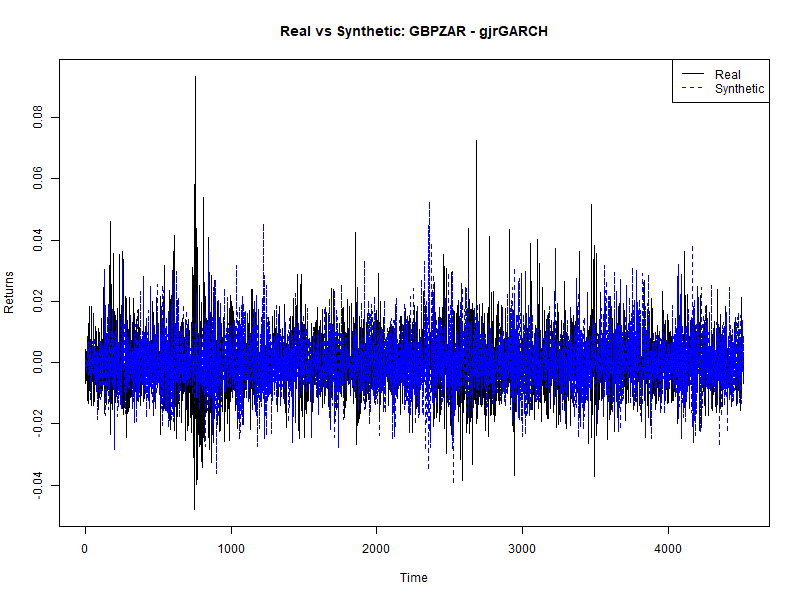 Real vs Synthetic: GBPZAR - gjrGARCH
Real
Synthetic
Returns
0.08
0.06
0.04
0.02
0.00
-0.02
-0.04
0 1000 2000 3000 4000
Time